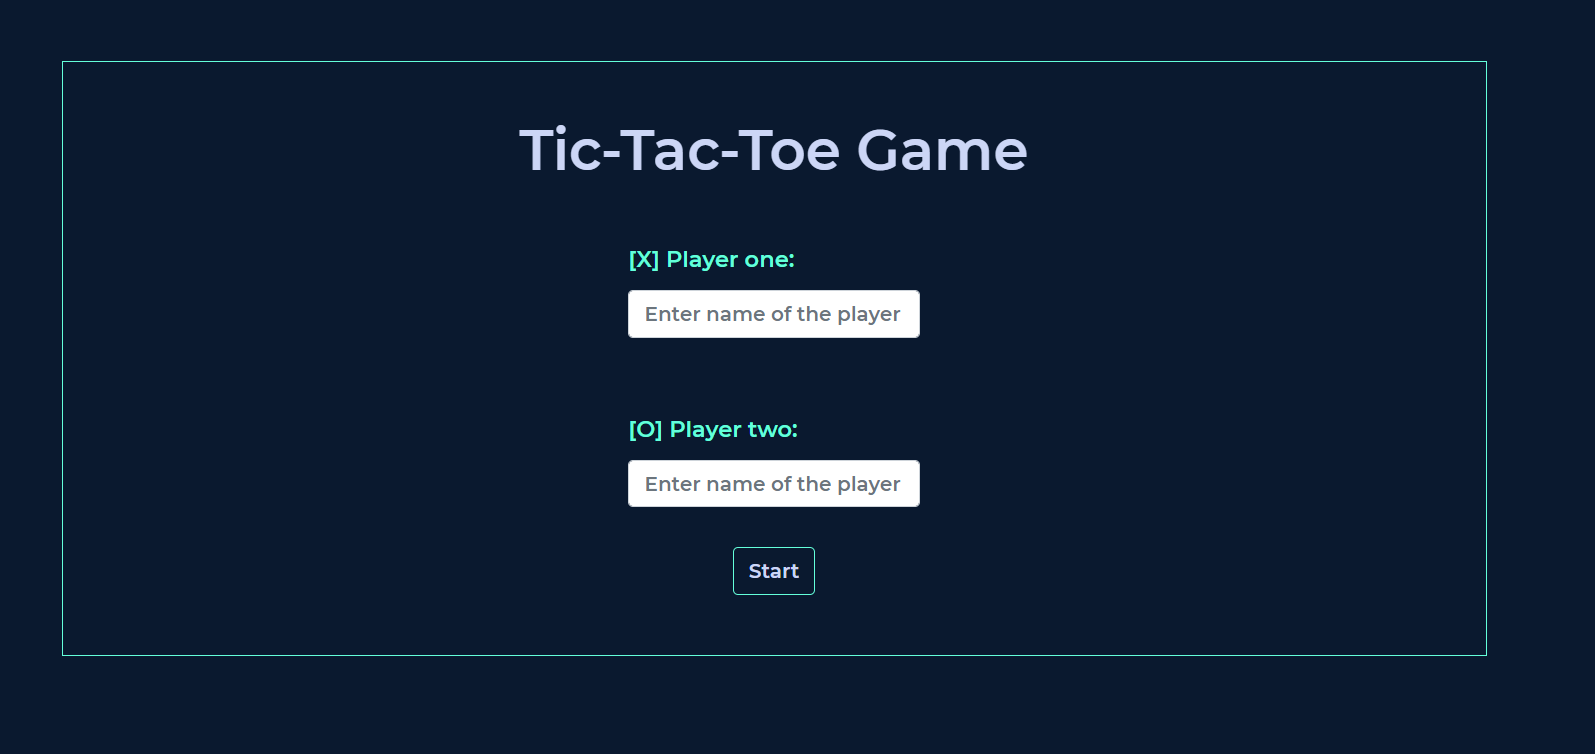 Tic-Tac-Toe Game
[X] Player one:
Enter name of the player
[O] Player two:
Enter name of the player
Start